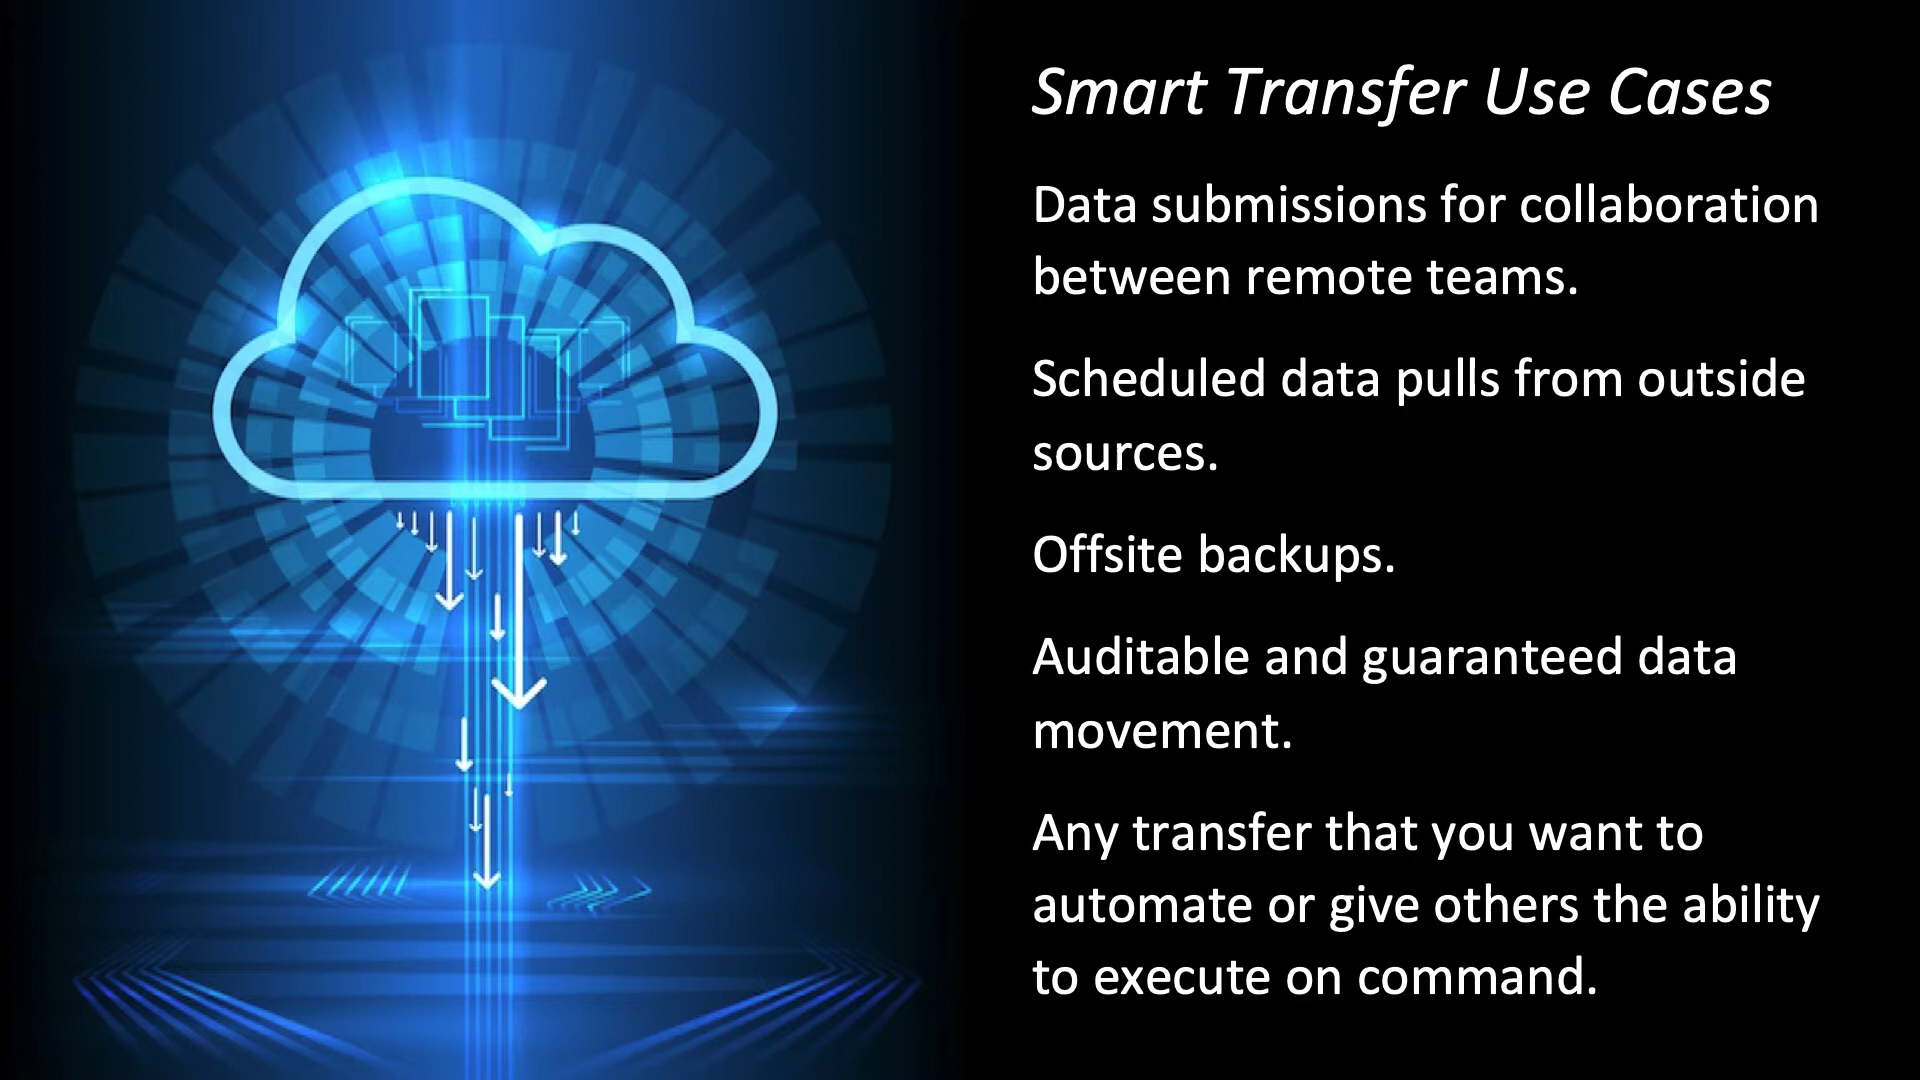 Smart Transfer Use Cases
Data submissions for collaboration
between remote teams.
Scheduled data pulls from outside
sources.
Offsite backups.
Auditable and guaranteed data
movement.
Any transfer that you want to
automate or give others the ability
to execute on command.